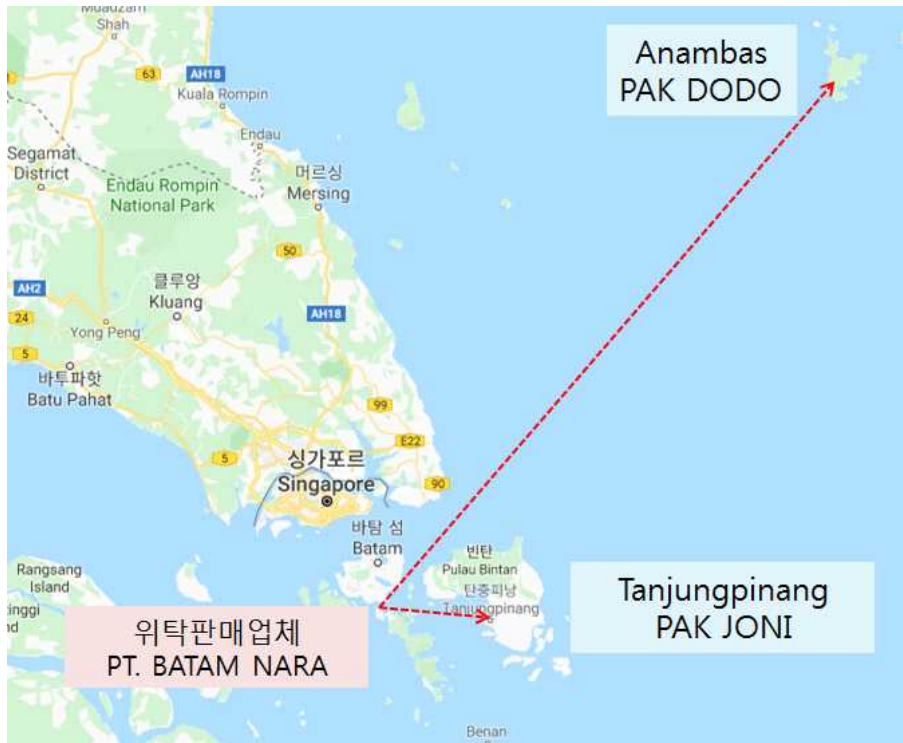 Muadzam
Shah
63
AH18
Kuala Rompin
Endau
Segamat
District
Endau Rompin
National Park
머르싱
Mersing
50
클루앙
Kluang
AH2
24
AH18
Yong Peng
5
바투파핫
Batu Pahat
99
E22
5
90
싱가포르
Singapore
바탐 섬
Batam
빈탄
Pulau Bintan
탄중피낭
Tanjungpinang
Rangsang
Island
tinggi
Benan
Anambas
PAK DODO
Tanjungpinang
PAK JONI
위탁판매업체
PT. BATAM NARA